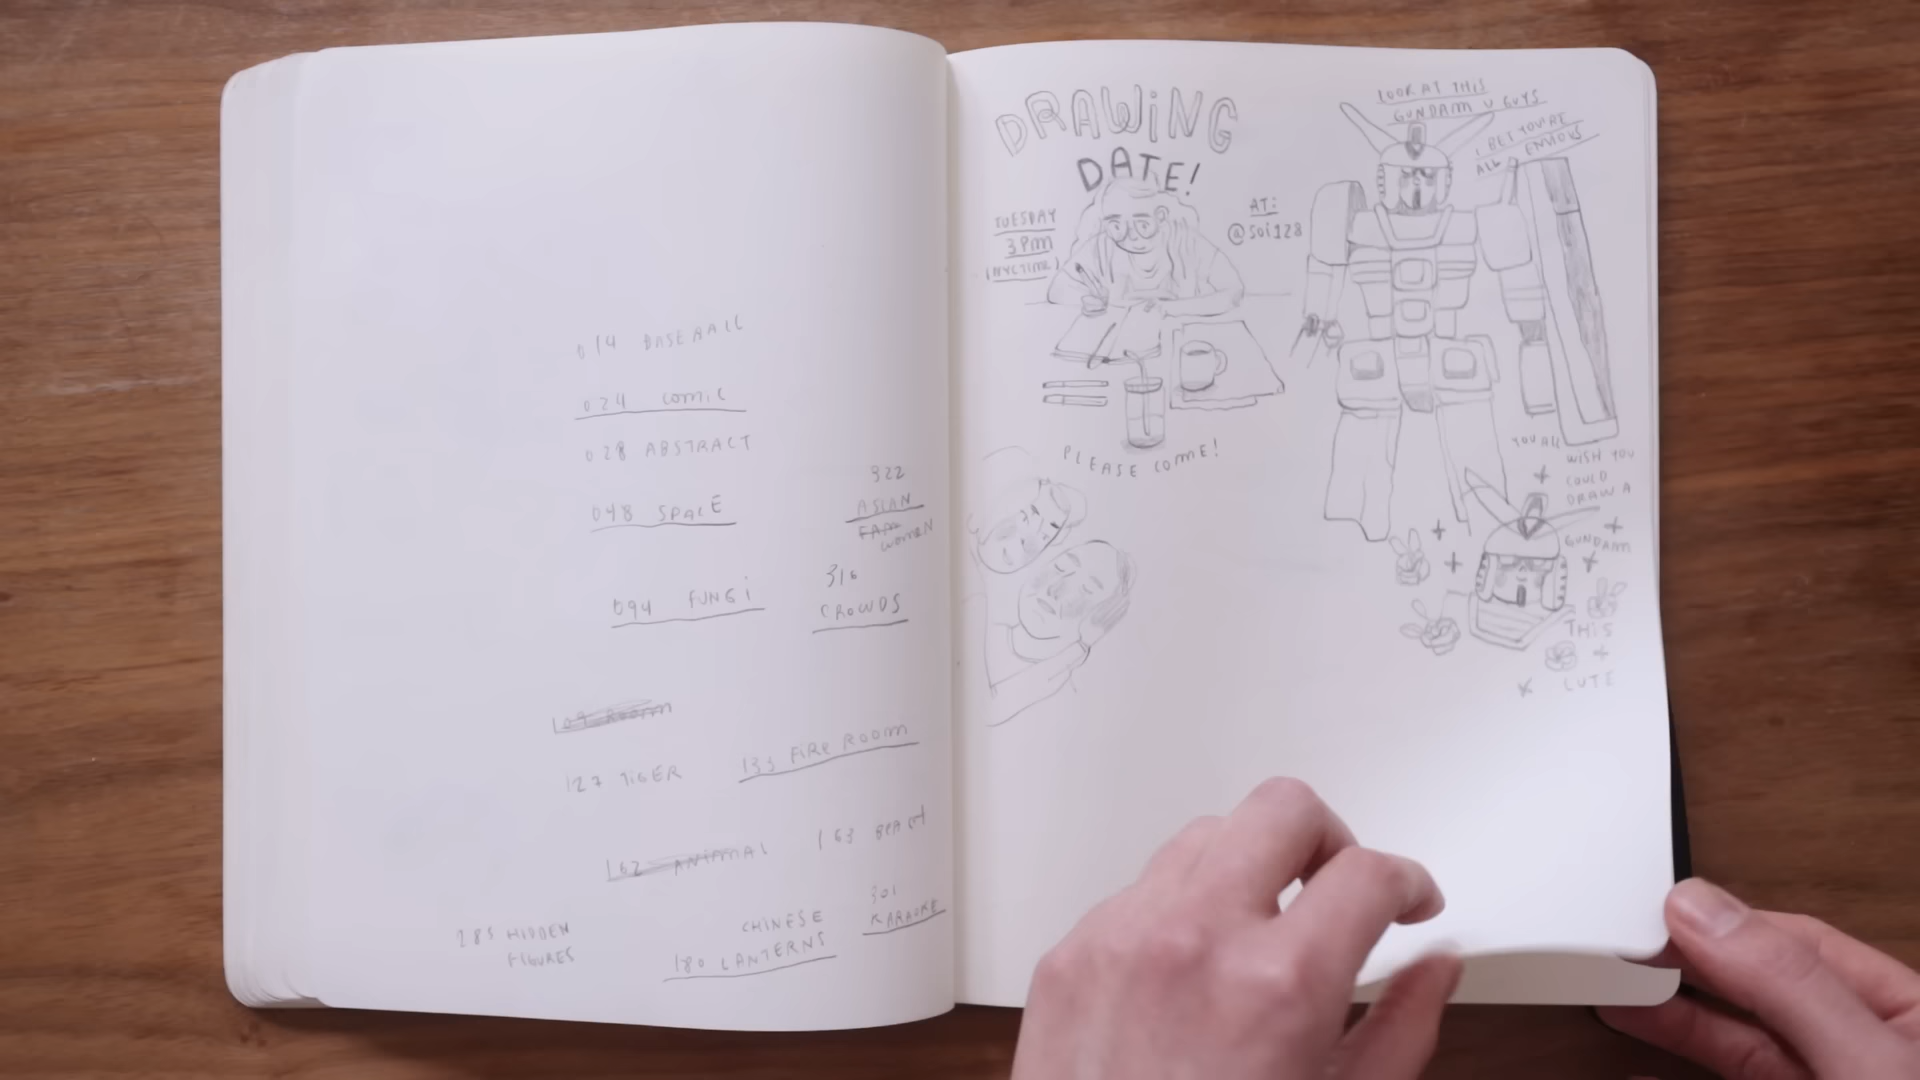 014 BASEBALL
024 COMIC
028 ABSTRACT
048 SPACE
322
ASIAN
FAM
WOMEN
094 FUNGI
316
CROWDS
109 ROOM
127 TIGER
133 FIRE ROOM
162 ANIMAL
163 BEACH
285 HIDDEN
FIGURES
CHINESE
180 LANTERNS
301
KARAOKE
DRAWING
DATE!
TUESDAY
3PM
(NYC TIME)
AT:
@soi128
PLEASE COME!
LOOK AT THIS
GUNDAM U GUYS
I BET YOU'RE
ALL ENVIOUS
YOU ALL
WISH YOU
COULD
DRAW A
GUNDAM
THIS
CUTE